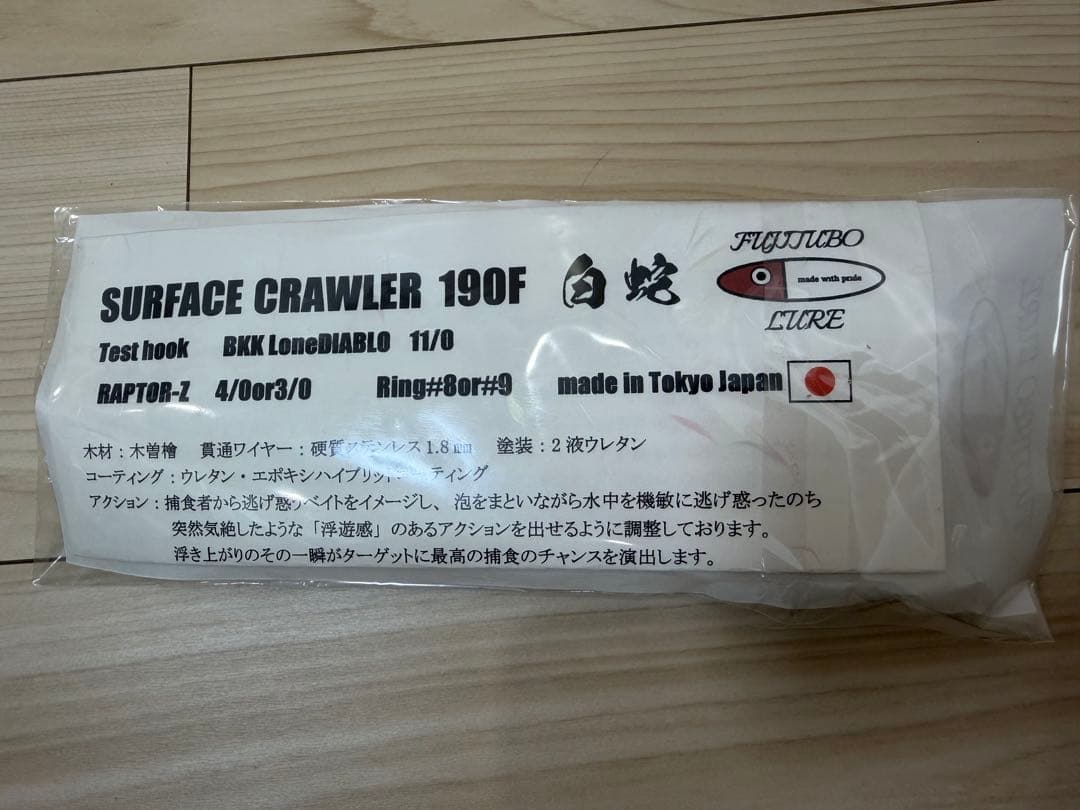 SURFACE CRAWLER 190F 白蛇
FUJITUBO
made with pride
LURE
Test hook BKK LoneDIABLO 11/0
RAPTOR-Z 4/0or3/0 Ring#8or#9 made in Tokyo Japan
木材：木曽檜 貫通ワイヤー：硬質ステンレス1.8㎜ 塗装：2液ウレタン
コーティング：ウレタン・エポキシハイブリッドコーティング
アクション：捕食者から逃げ惑うベイトをイメージし、泡をまといながら水中を機敏に逃げ惑ったのち
突然気絶したような「浮遊感」のあるアクションを出せるように調整しております。
浮き上がりのその一瞬がターゲットに最高の捕食のチャンスを演出します。